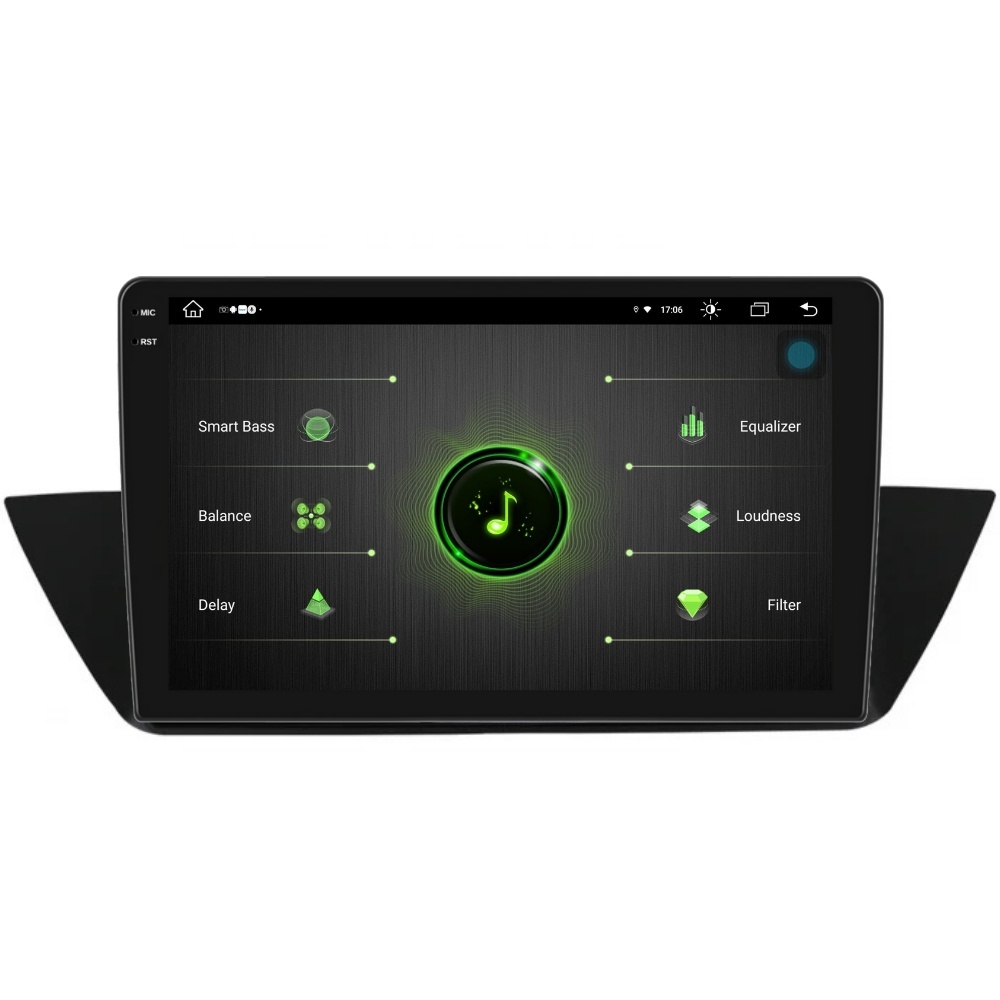 MIC
17:06
RST
Smart Bass
Equalizer
Balance
Loudness
Delay
Filter